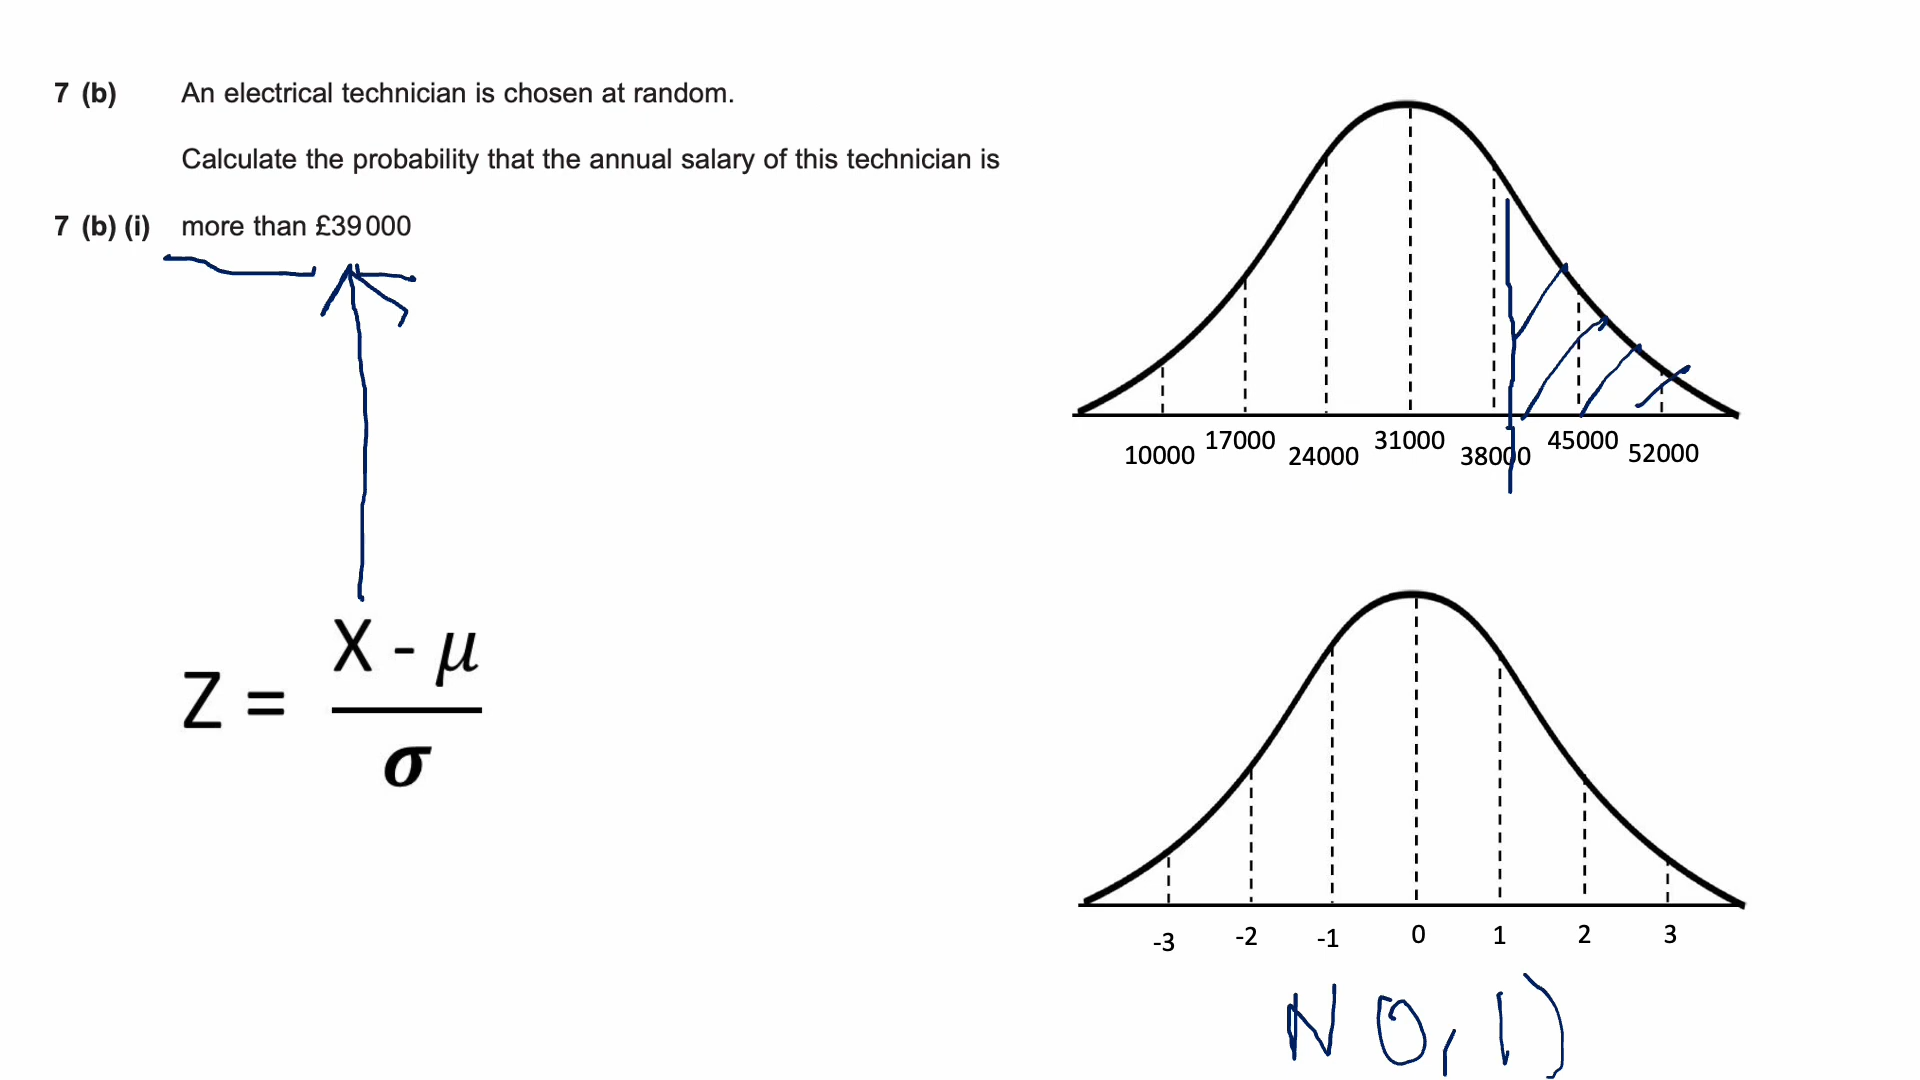 7 (b) An electrical technician is chosen at random.
Calculate the probability that the annual salary of this technician is
7 (b) (i) more than £39 000
10000 17000 24000 31000 38000 45000 52000
Z = X - μ
σ
-3 -2 -1 0 1 2 3
N 0, 1)